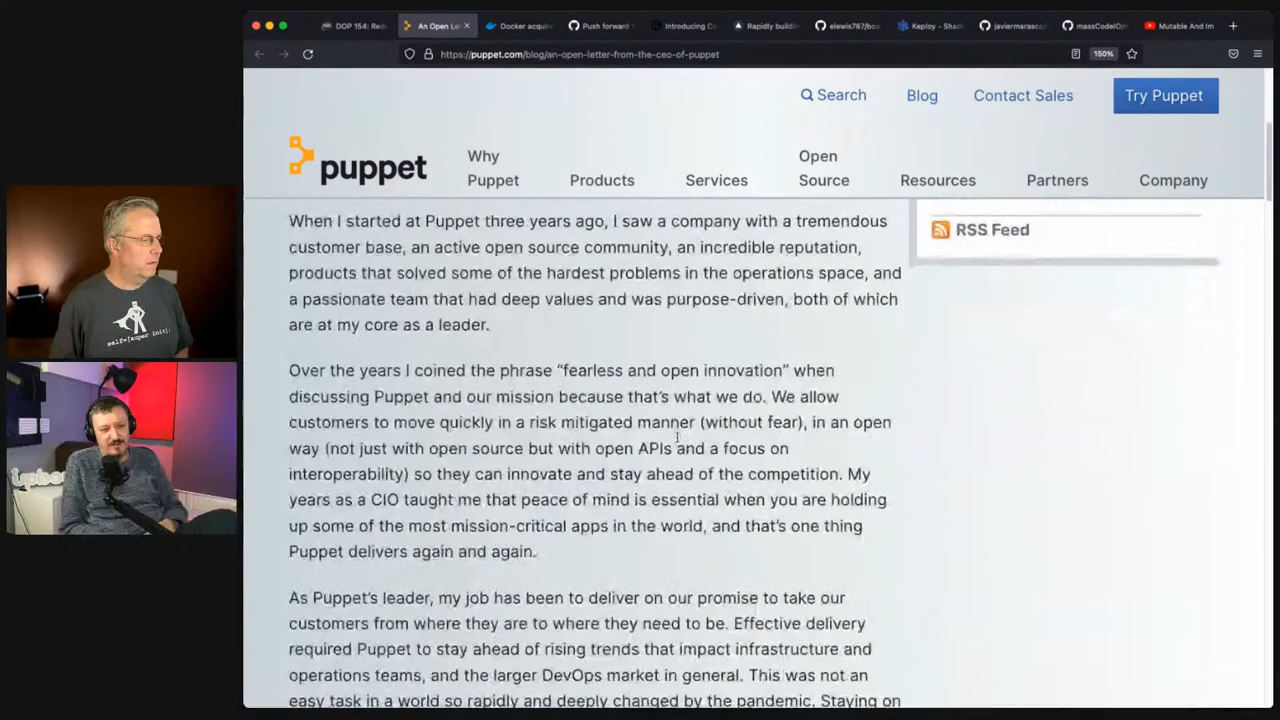 DOP 154: Red
An Open Le
Docker acquire
Push forward
Introducing Co
Rapidly buildin
elewis787/boa
Keploy - Sha
javiermarasco
massCodeIO/m
Mutable And Im
https://puppet.com/blog/an-open-letter-from-the-ceo-of-puppet
150%
Search
Blog
Contact Sales
Try Puppet
puppet
Why
Puppet
Products
Services
Open
Source
Resources
Partners
Company
When I started at Puppet three years ago, I saw a company with a tremendous
customer base, an active open source community, an incredible reputation,
products that solved some of the hardest problems in the operations space, and
a passionate team that had deep values and was purpose-driven, both of which
are at my core as a leader.
RSS Feed
Over the years I coined the phrase “fearless and open innovation” when
discussing Puppet and our mission because that’s what we do. We allow
customers to move quickly in a risk mitigated manner (without fear), in an open
way (not just with open source but with open APIs and a focus on
interoperability) so they can innovate and stay ahead of the competition. My
years as a CIO taught me that peace of mind is essential when you are holding
up some of the most mission-critical apps in the world, and that’s one thing
Puppet delivers again and again.
As Puppet’s leader, my job has been to deliver on our promise to take our
customers from where they are to where they need to be. Effective delivery
required Puppet to stay ahead of rising trends that impact infrastructure and
operations teams, and the larger DevOps market in general. This was not an
easy task in a world so rapidly and deeply changed by the pandemic. Staying on
self=[super init];
upbo